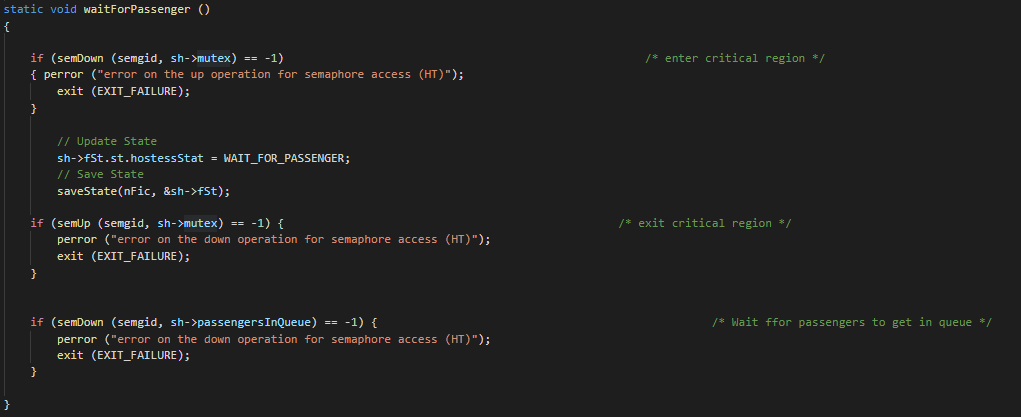 static void waitForPassenger ()
{
if (semDown (semgid, sh->mutex) == -1) /* enter critical region */
{ perror ("error on the up operation for semaphore access (HT)");
exit (EXIT_FAILURE);
}
// Update State
sh->fSt.st.hostessStat = WAIT_FOR_PASSENGER;
// Save State
saveState(nFic, &sh->fSt);
if (semUp (semgid, sh->mutex) == -1) { /* exit critical region */
perror ("error on the down operation for semaphore access (HT)");
exit (EXIT_FAILURE);
}
if (semDown (semgid, sh->passengersInQueue) == -1) { /* Wait ffor passengers to get in queue */
perror ("error on the down operation for semaphore access (HT)");
exit (EXIT_FAILURE);
}
}